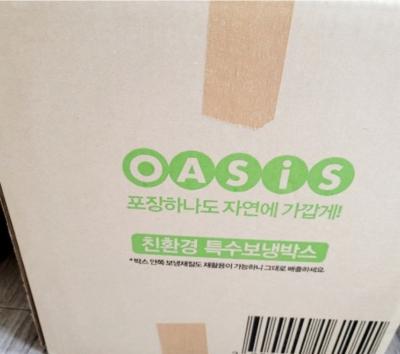 OASiS
포장하나도 자연에 가깝게!
친환경 특수보냉박스
* 박스 안쪽 보냉재질도 재활용이 가능하니 그대로 배출하세요.